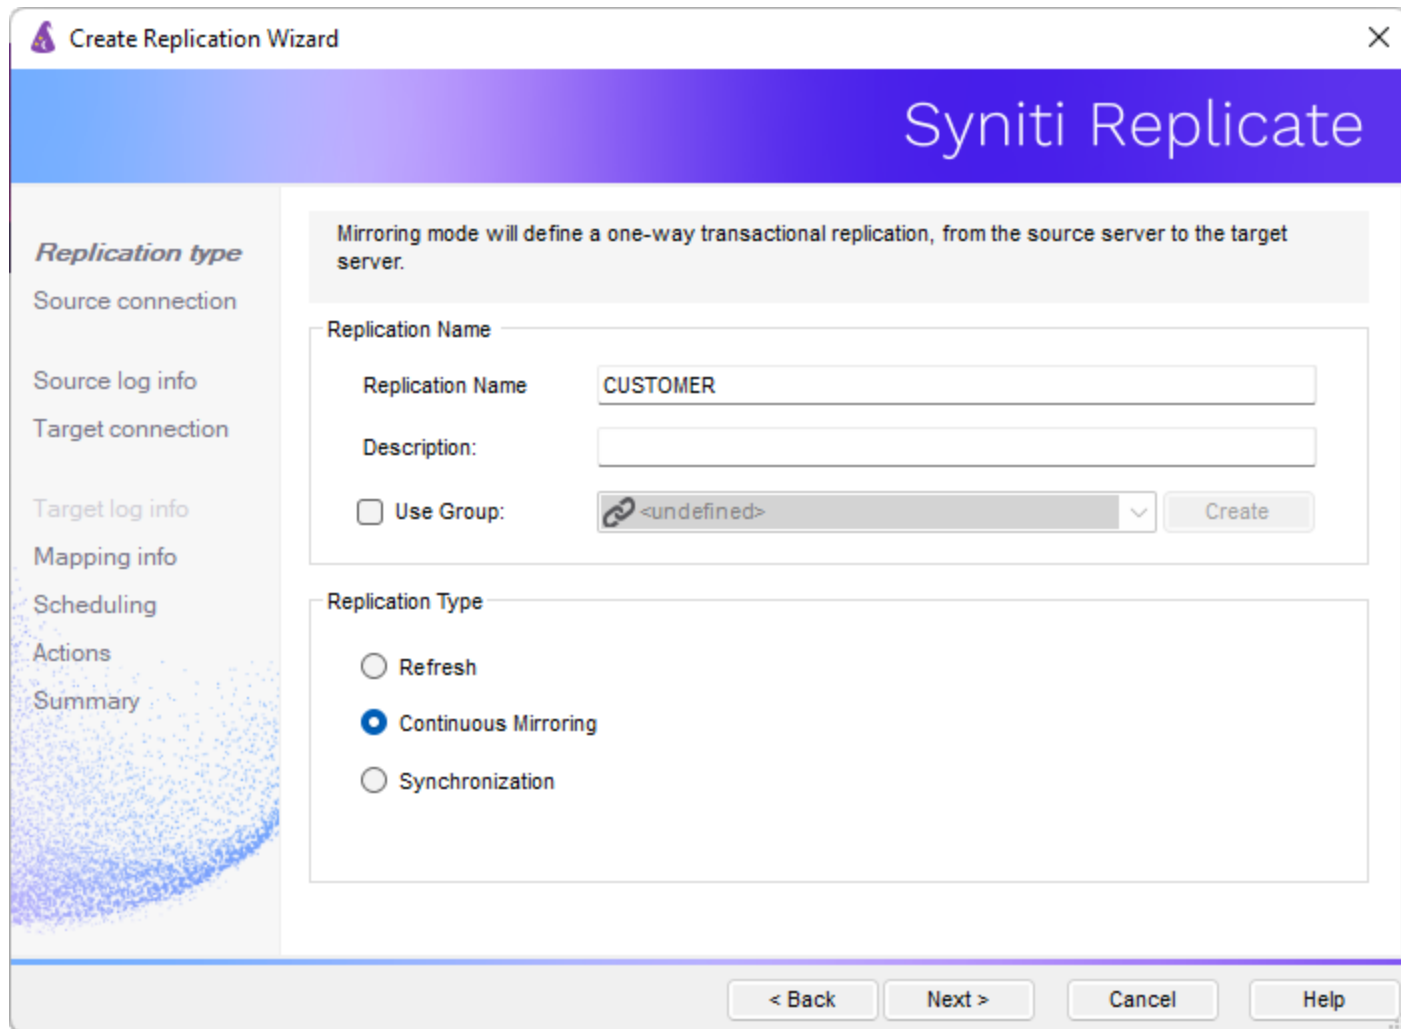 Create Replication Wizard
Syniti Replicate
Replication type
Source connection
Source log info
Target connection
Target log info
Mapping info
Scheduling
Actions
Summary
Mirroring mode will define a one-way transactional replication, from the source server to the target
server.
Replication Name
Replication Name CUSTOMER
Description:
Use Group: <undefined> Create
Replication Type
Refresh
Continuous Mirroring
Synchronization
< Back Next > Cancel Help